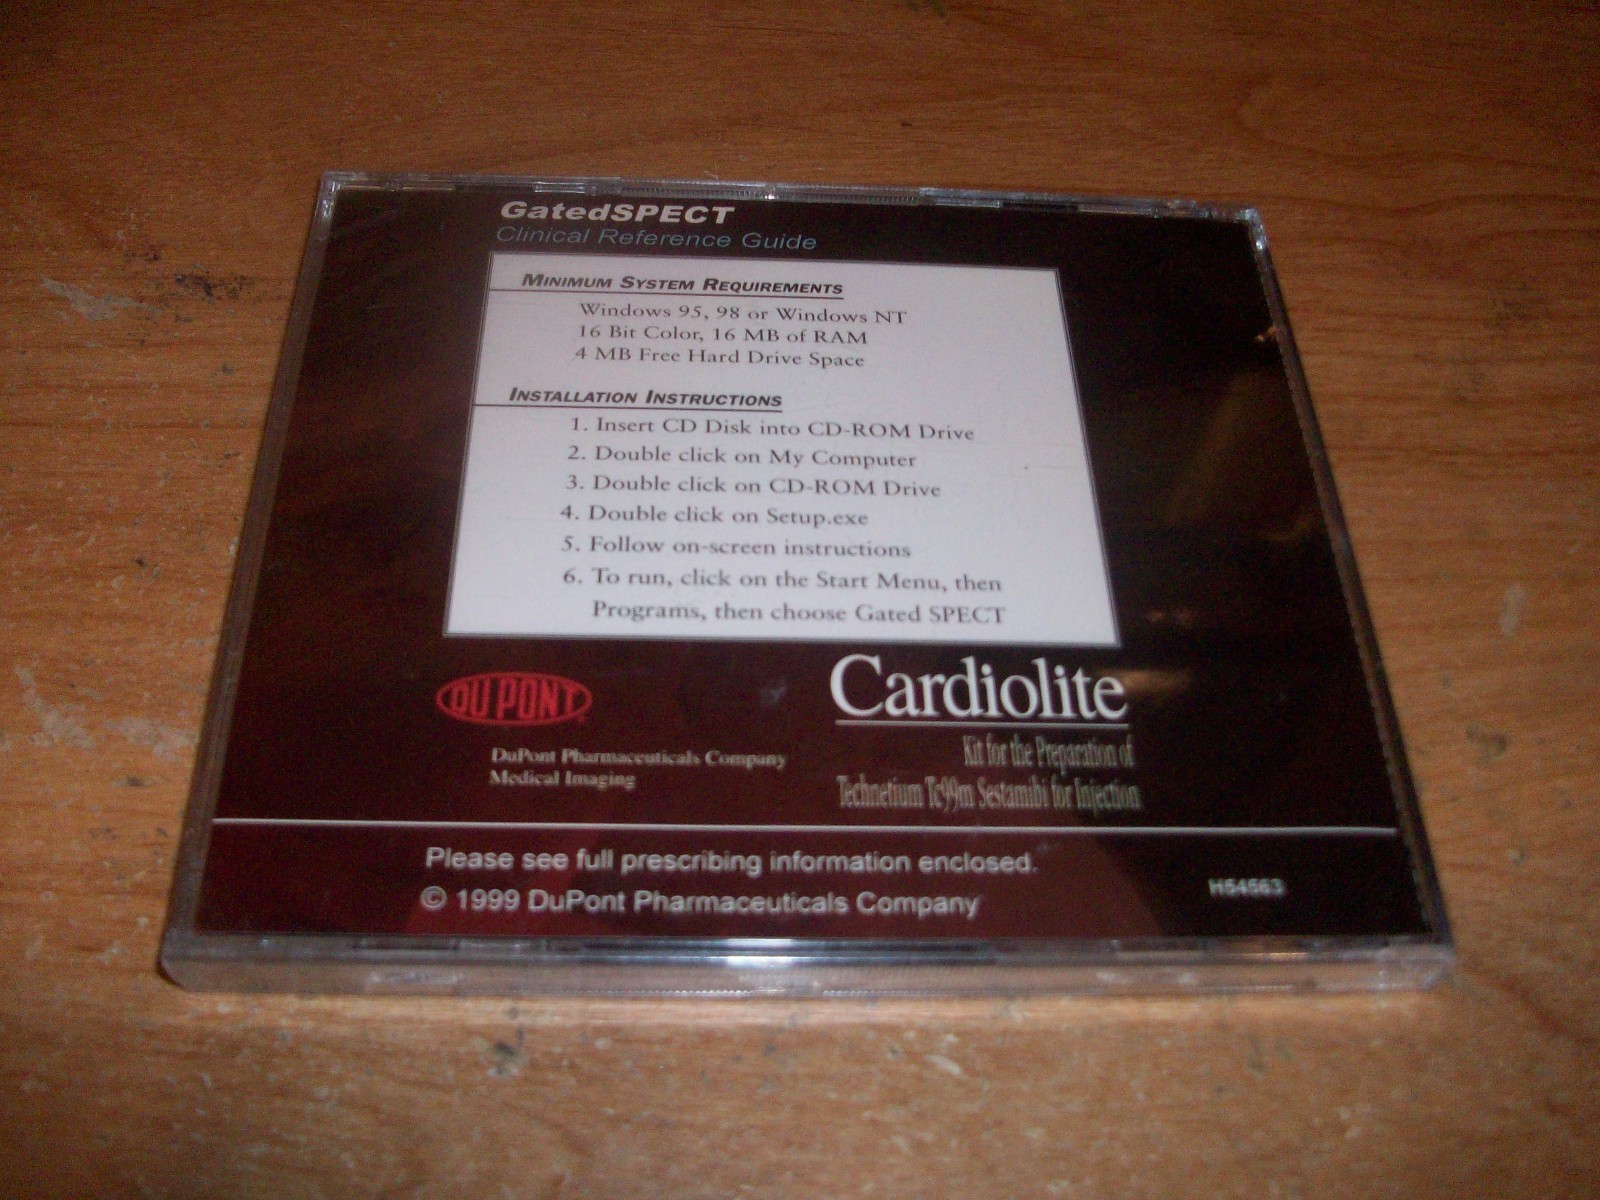 GatedSPECT
Clinical Reference Guide
MINIMUM SYSTEM REQUIREMENTS
Windows 95, 98 or Windows NT
16 Bit Color, 16 MB of RAM
4 MB Free Hard Drive Space
INSTALLATION INSTRUCTIONS
1. Insert CD Disk into CD-ROM Drive
2. Double click on My Computer
3. Double click on CD-ROM Drive
4. Double click on Setup.exe
5. Follow on-screen instructions
6. To run, click on the Start Menu, then
Programs, then choose Gated SPECT
DU PONT
DuPont Pharmaceuticals Company
Medical Imaging
Cardiolite
Kit for the Preparation of
Technetium Tc99m Sestamibi for Injection
Please see full prescribing information enclosed.
© 1999 DuPont Pharmaceuticals Company
H54563